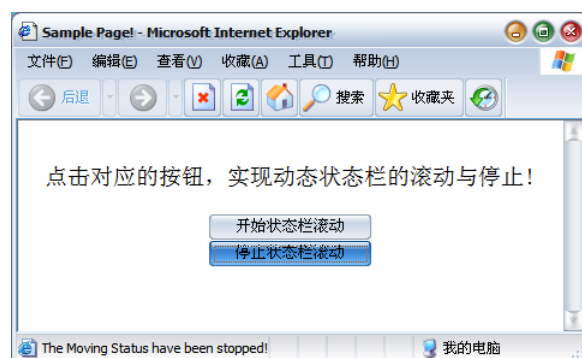 Sample Page! - Microsoft Internet Explorer
文件(F) 编辑(E) 查看(V) 收藏(A) 工具(T) 帮助(H)
后退 搜索 收藏夹
点击对应的按钮，实现动态状态栏的滚动与停止！
开始状态栏滚动
停止状态栏滚动
The Moving Status have been stopped! 我的电脑